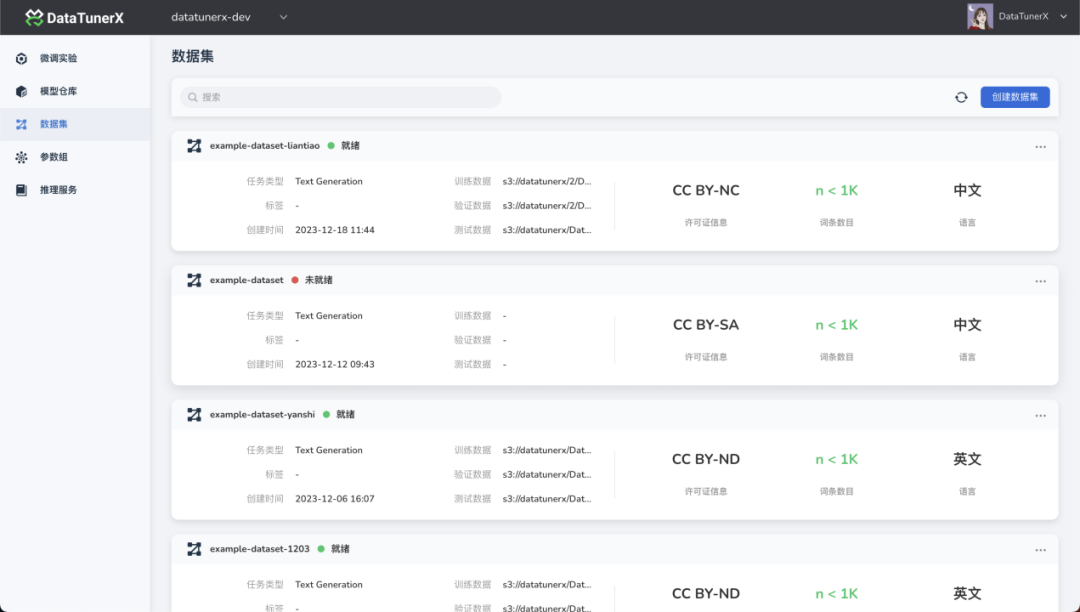 DataTunerX
datatunerx-dev
DataTunerX
微调实验
模型仓库
数据集
参数组
推理服务
数据集
搜索
创建数据集
example-dataset-liantiao 就绪 ...
任务类型 Text Generation
标签 -
创建时间 2023-12-18 11:44
训练数据 s3://datatunerx/2/D...
验证数据 s3://datatunerx/2/D...
测试数据 s3://datatunerx/Dat...
CC BY-NC
许可证信息
n < 1K
词条数目
中文
语言
example-dataset 未就绪 ...
任务类型 Text Generation
标签 -
创建时间 2023-12-12 09:43
训练数据 -
验证数据 -
测试数据 -
CC BY-SA
许可证信息
n < 1K
词条数目
中文
语言
example-dataset-yanshi 就绪 ...
任务类型 Text Generation
标签 -
创建时间 2023-12-06 16:07
训练数据 s3://datatunerx/Dat...
验证数据 s3://datatunerx/Dat...
测试数据 s3://datatunerx/Dat...
CC BY-ND
许可证信息
n < 1K
词条数目
英文
语言
example-dataset-1203 就绪 ...
任务类型 Text Generation
标签 -
训练数据 s3://datatunerx/Dat...
验证数据 s3://datatunerx/Dat...
CC BY-ND
n < 1K
英文